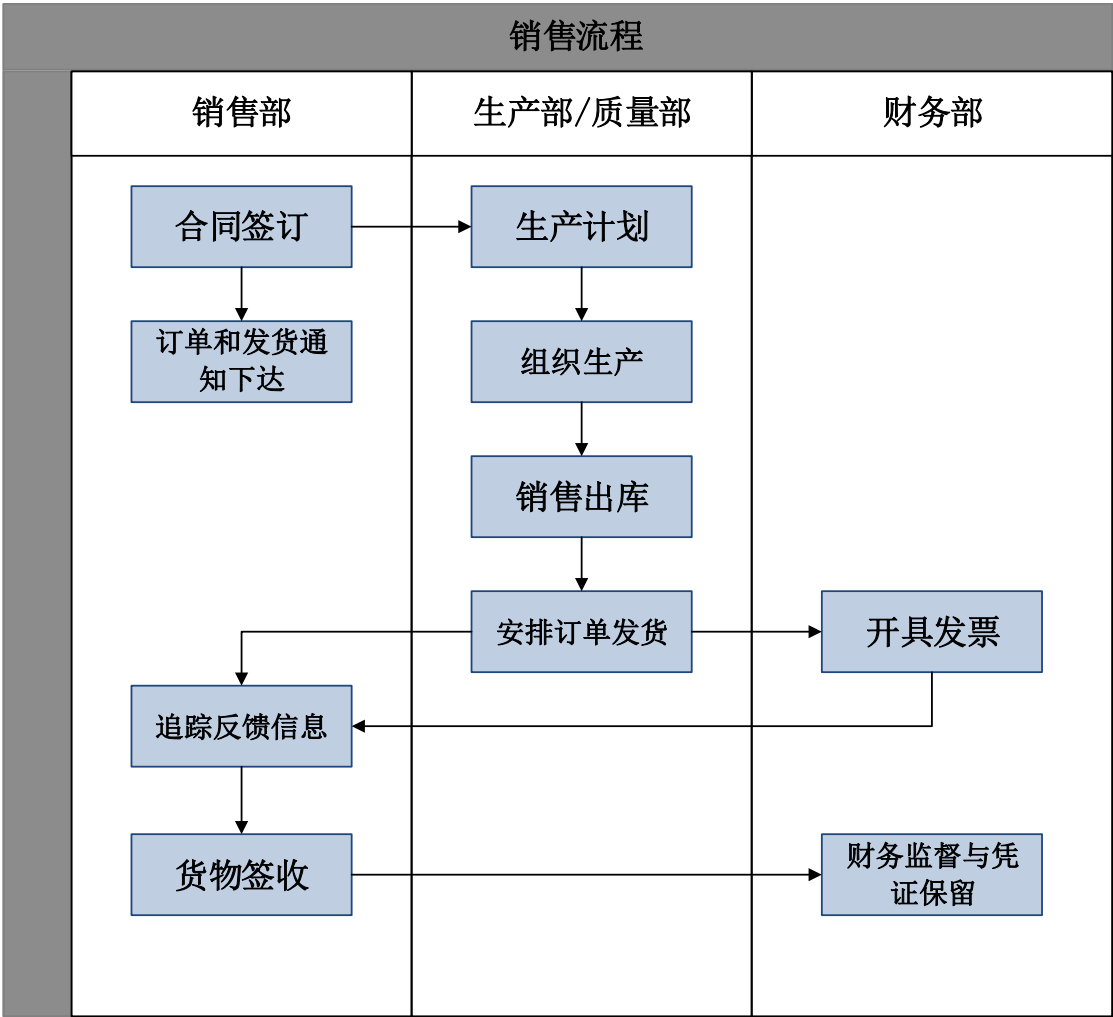 销售流程
销售部
生产部/质量部
财务部
合同签订
生产计划
订单和发货通
知下达
组织生产
销售出库
安排订单发货
开具发票
追踪反馈信息
货物签收
财务监督与凭
证保留